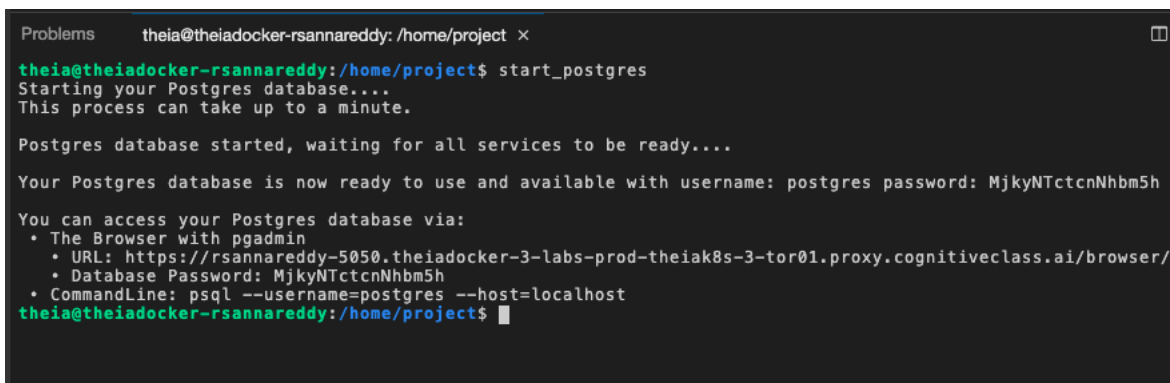 Problems theia@theiadocker-rsannareddy: /home/project ×
theia@theiadocker-rsannareddy:/home/project$ start_postgres
Starting your Postgres database....
This process can take up to a minute.
Postgres database started, waiting for all services to be ready....
Your Postgres database is now ready to use and available with username: postgres password: MjkyNTctcnNhbm5h
You can access your Postgres database via:
• The Browser with pgadmin
• URL: https://rsannareddy-5050.theiadocker-3-labs-prod-theiak8s-3-tor01.proxy.cognitiveclass.ai/browser/
• Database Password: MjkyNTctcnNhbm5h
• CommandLine: psql --username=postgres --host=localhost
theia@theiadocker-rsannareddy:/home/project$